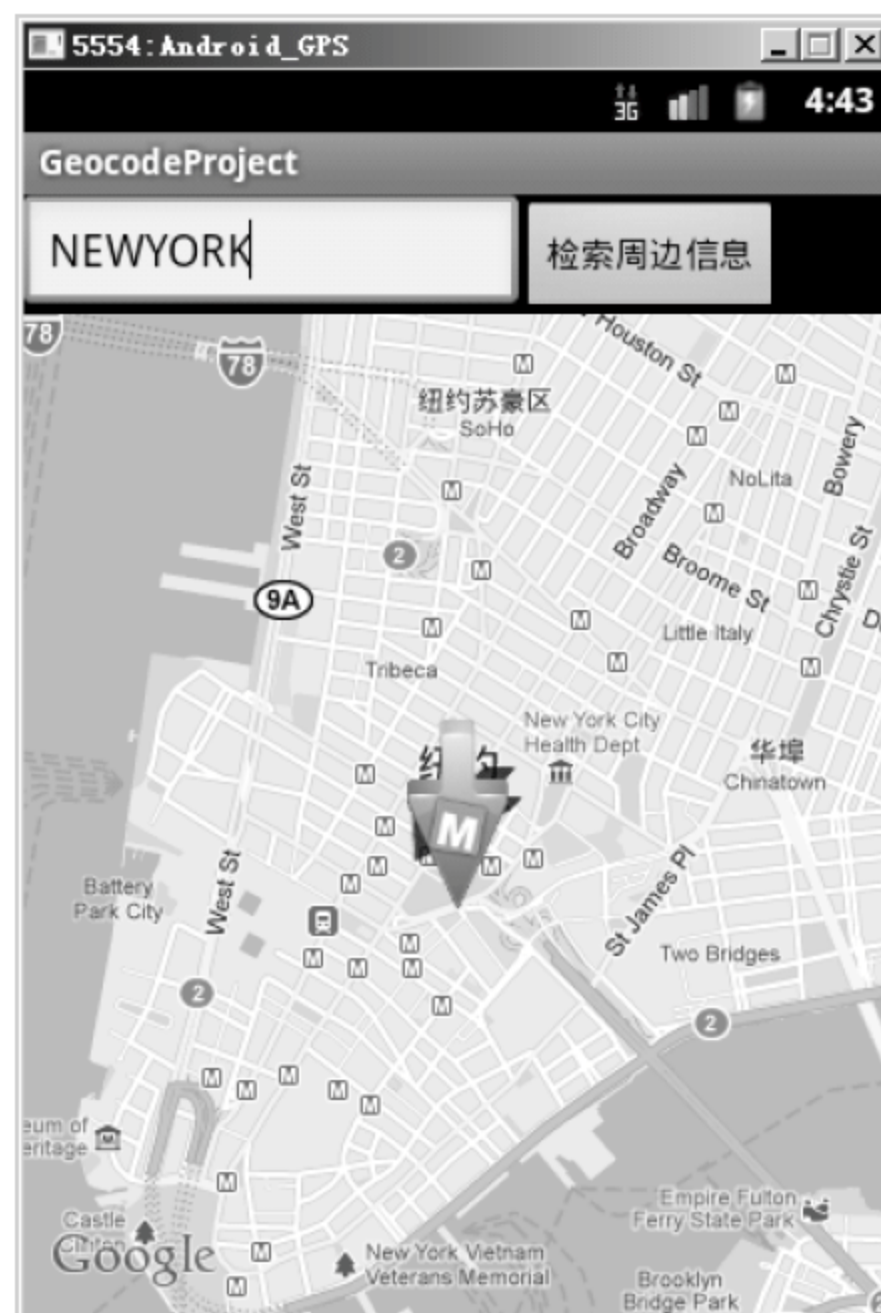 5554:Android_GPS
3G
4:43
GeocodeProject
NEWYORK
检索周边信息
78
78
Houston St
纽约苏豪区
SoHo
West St
Broadway
NoLita
Bowery
2
Broome St
Chrystie St
9A
Little Italy
Tribeca
New York City
Health Dept
纽约
华埠
Chinatown
M
Battery
Park City
West St
St James Pl
Two Bridges
2
2
eum of
eritage
Empire Fulton
Ferry State Park
Castle
Clinton
Google
New York Vietnam
Veterans Memorial
Brooklyn
Bridge Park